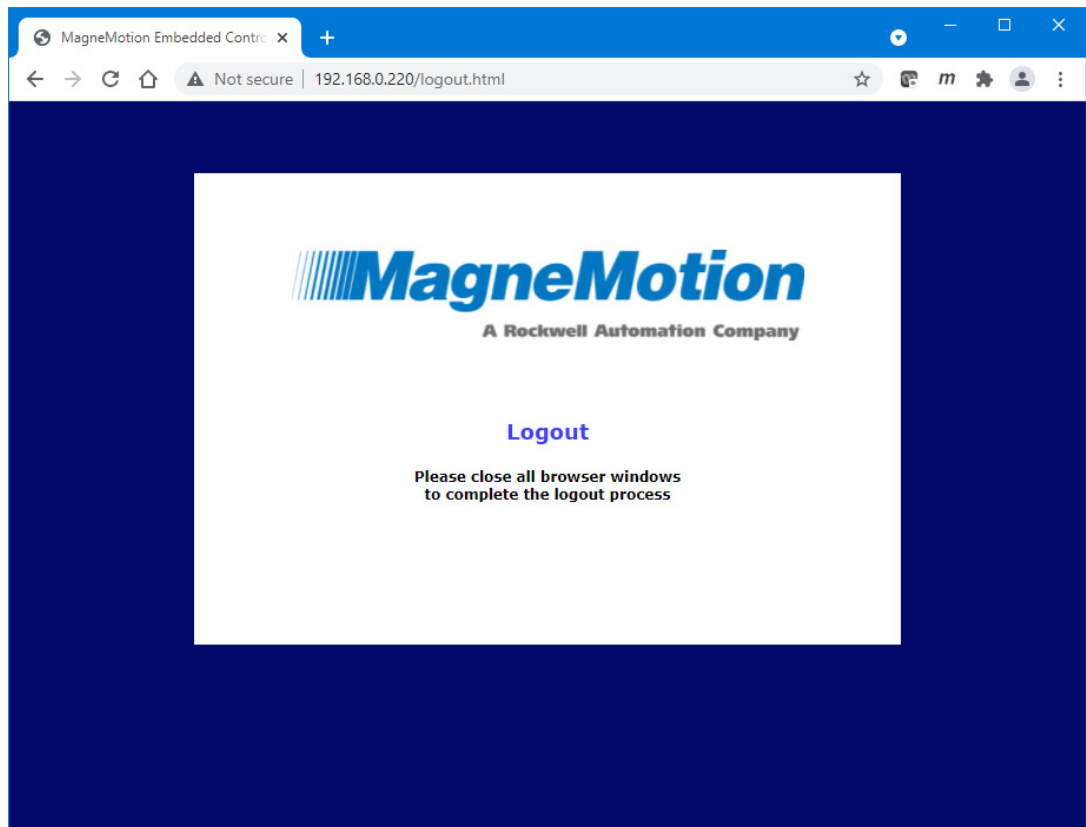 MagneMotion Embedded Contro
Not secure | 192.168.0.220/logout.html
m
MagneMotion
A Rockwell Automation Company
Logout
Please close all browser windows
to complete the logout process